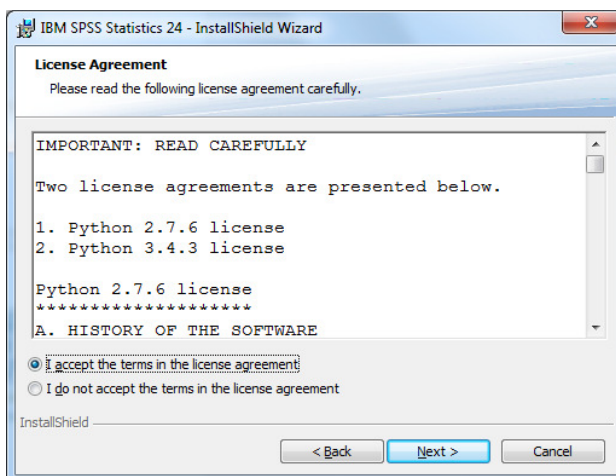 IBM SPSS Statistics 24 - InstallShield Wizard
License Agreement
Please read the following license agreement carefully.
IMPORTANT: READ CAREFULLY
Two license agreements are presented below.
1. Python 2.7.6 license
2. Python 3.4.3 license
Python 2.7.6 license
*********************
A. HISTORY OF THE SOFTWARE
I accept the terms in the license agreement
I do not accept the terms in the license agreement
InstallShield
< Back Next > Cancel